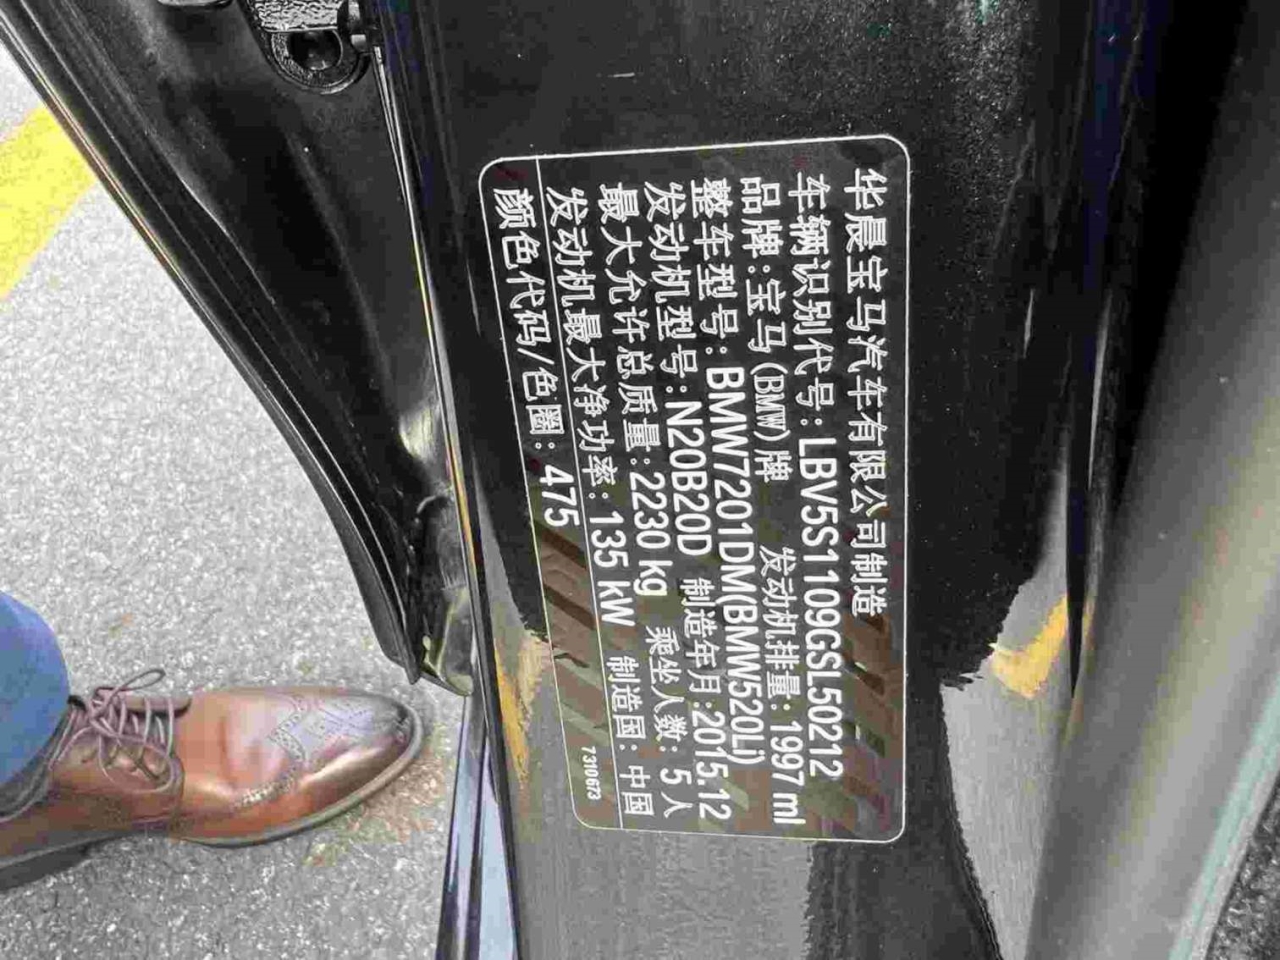 华晨宝马汽车有限公司制造
车辆识别代号:LBV5S1109GSL50212
品牌:宝马(BMW)牌 发动机排量:1997 ml
整车型号:BMW7201DM(BMW520Li)
发动机型号:N20B20D 制造年月:2015.12
最大允许总质量:2230 kg 乘坐人数:5人
发动机最大净功率:135 kW 制造国:中国
颜色代码/色圈:475 7310673